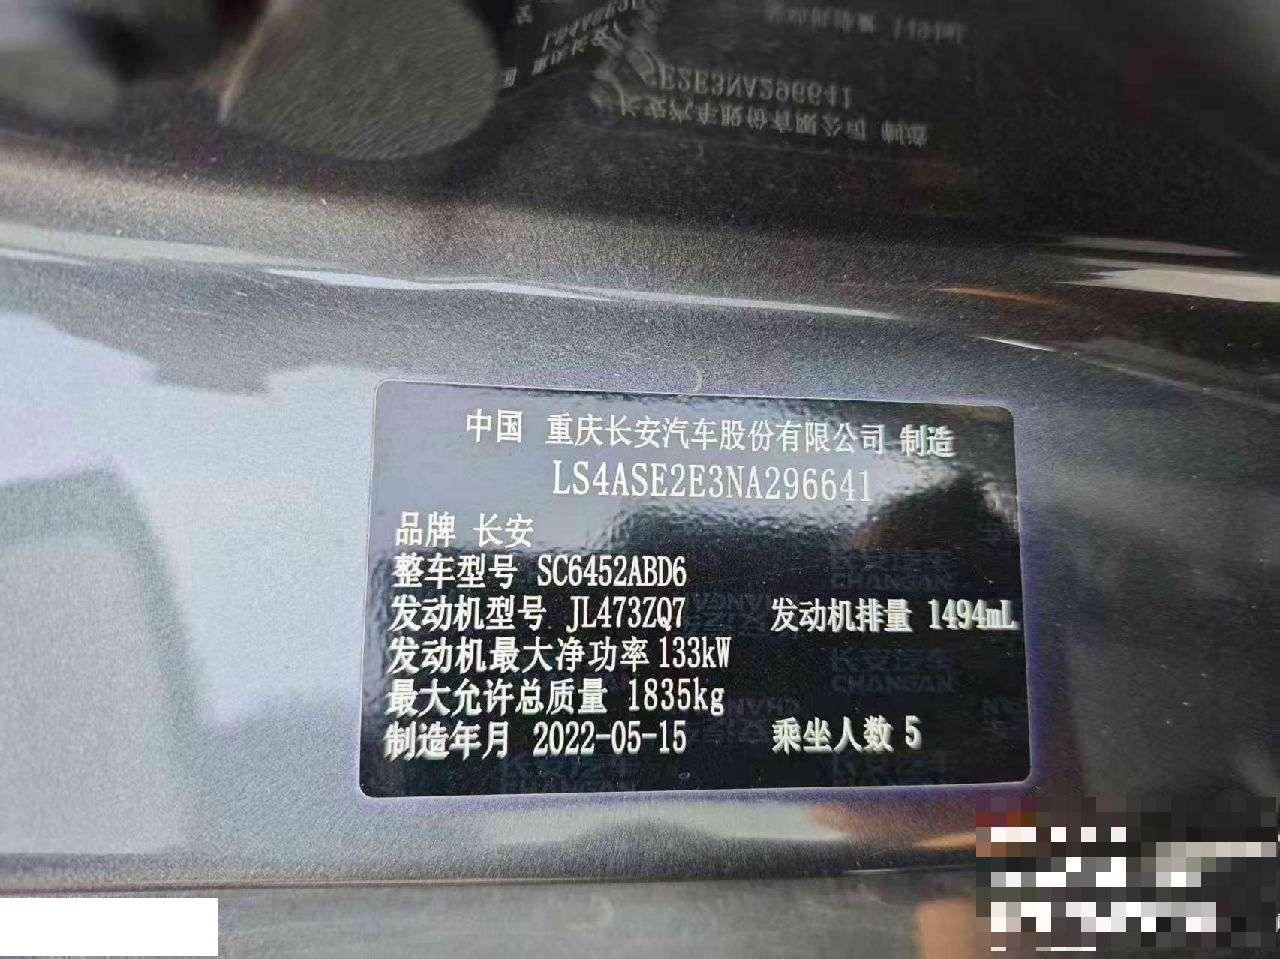 中国 重庆长安汽车股份有限公司 制造
LS4ASE2E3NA296641
品牌 长安
整车型号 SC6452ABD6
发动机型号 JL473ZQ7 发动机排量 1494mL
发动机最大净功率 133kW
最大允许总质量 1835kg
制造年月 2022-05-15 乘坐人数 5